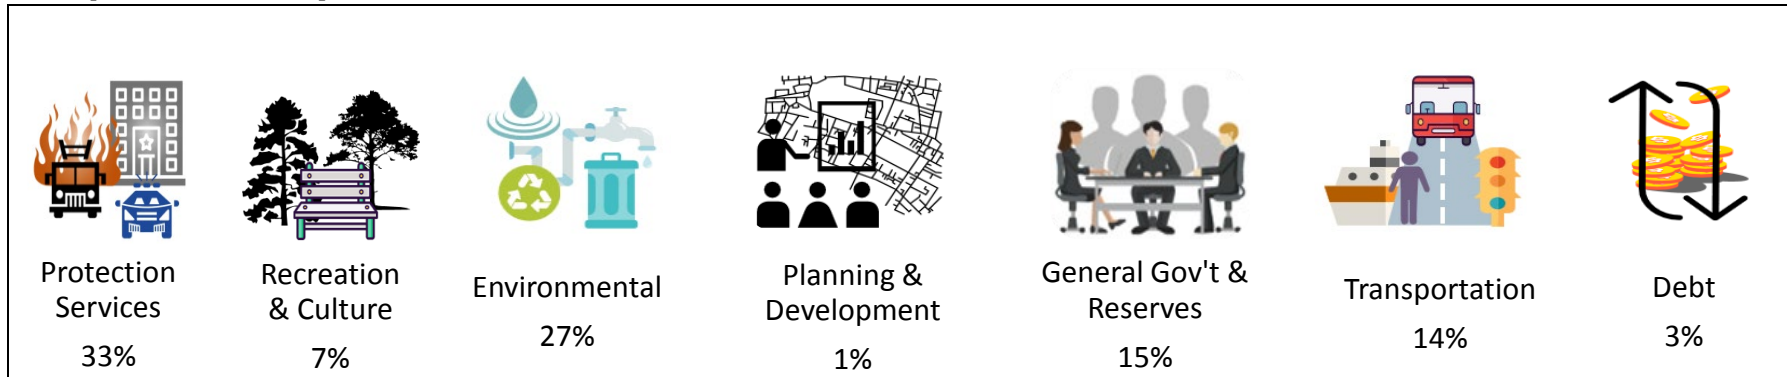 Protection
Services
33%
Recreation
& Culture
7%
Environmental
27%
Planning &
Development
1%
General Gov't &
Reserves
15%
Transportation
14%
Debt
3%